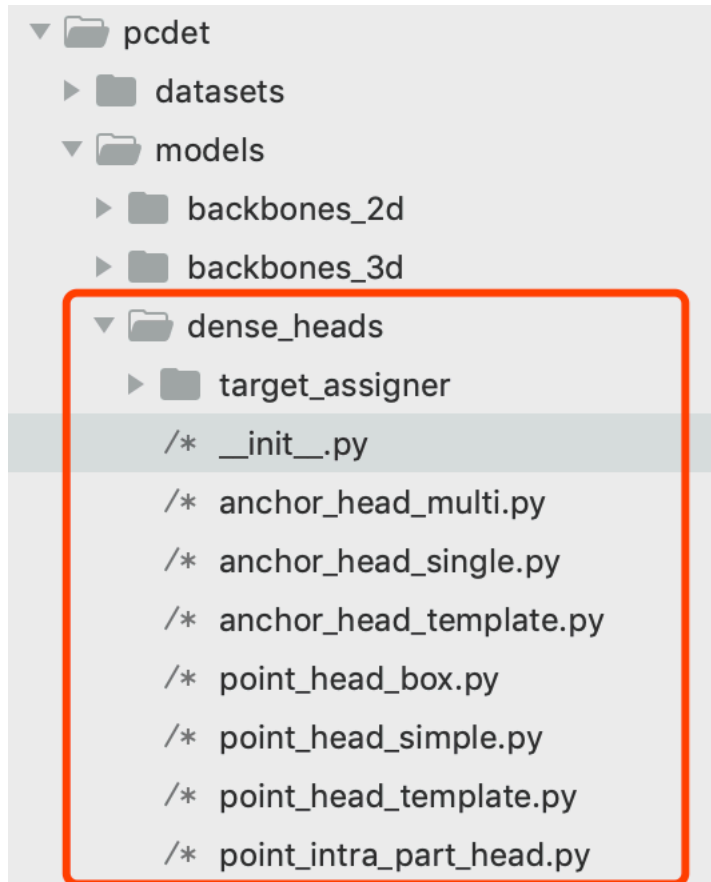 pcdet
datasets
models
backbones_2d
backbones_3d
dense_heads
target_assigner
/* __init__.py
/* anchor_head_multi.py
/* anchor_head_single.py
/* anchor_head_template.py
/* point_head_box.py
/* point_head_simple.py
/* point_head_template.py
/* point_intra_part_head.py